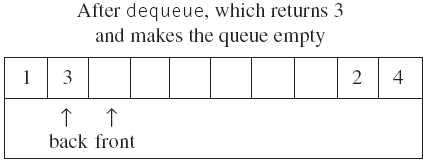 After dequeue, which returns 3
and makes the queue empty
1 3 2 4
↑ ↑
back front